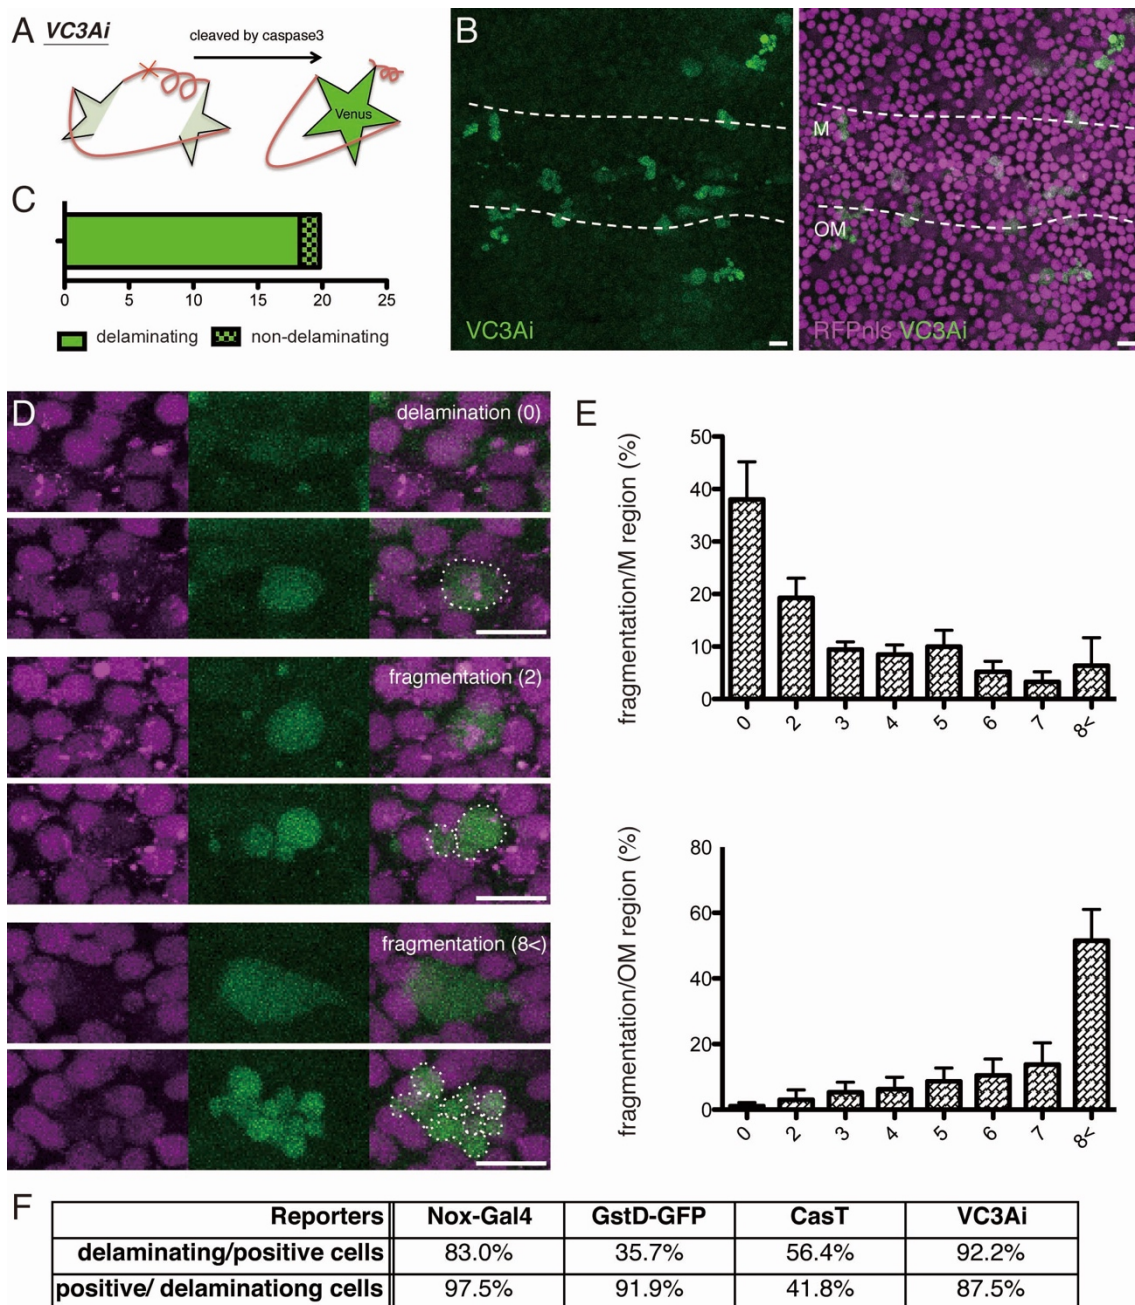 A
VC3Ai
cleaved by caspase3
Venus
B
VC3Ai
M
OM
RFPnls VC3Ai
C
0 5 10 15 20 25
delaminating non-delaminating
D
delamination (0)
fragmentation (2)
fragmentation (8<)
E
fragmentation/M region (%)
50
40
30
20
10
0
0 2 3 4 5 6 7 8<
fragmentation/OM region (%)
80
60
40
20
0
0 2 3 4 5 6 7 8<
F
Reporters Nox-Gal4 GstD-GFP CasT VC3Ai
delaminating/positive cells 83.0% 35.7% 56.4% 92.2%
positive/ delaminationg cells 97.5% 91.9% 41.8% 87.5%